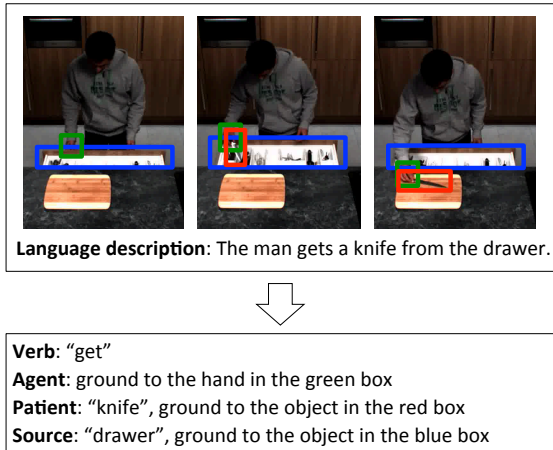 Language description: The man gets a knife from the drawer.
Verb: “get”
Agent: ground to the hand in the green box
Patient: “knife”, ground to the object in the red box
Source: “drawer”, ground to the object in the blue box